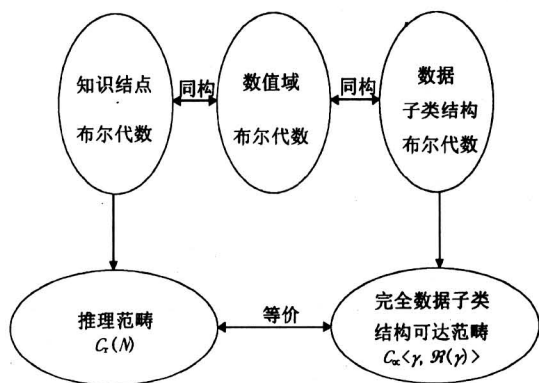 知识结点
布尔代数
同构
数值域
布尔代数
同构
数据
子类结构
布尔代数
推理范畴
C_r(N)
等价
完全数据子类
结构可达范畴
C_∝<γ, ℛ(γ)>